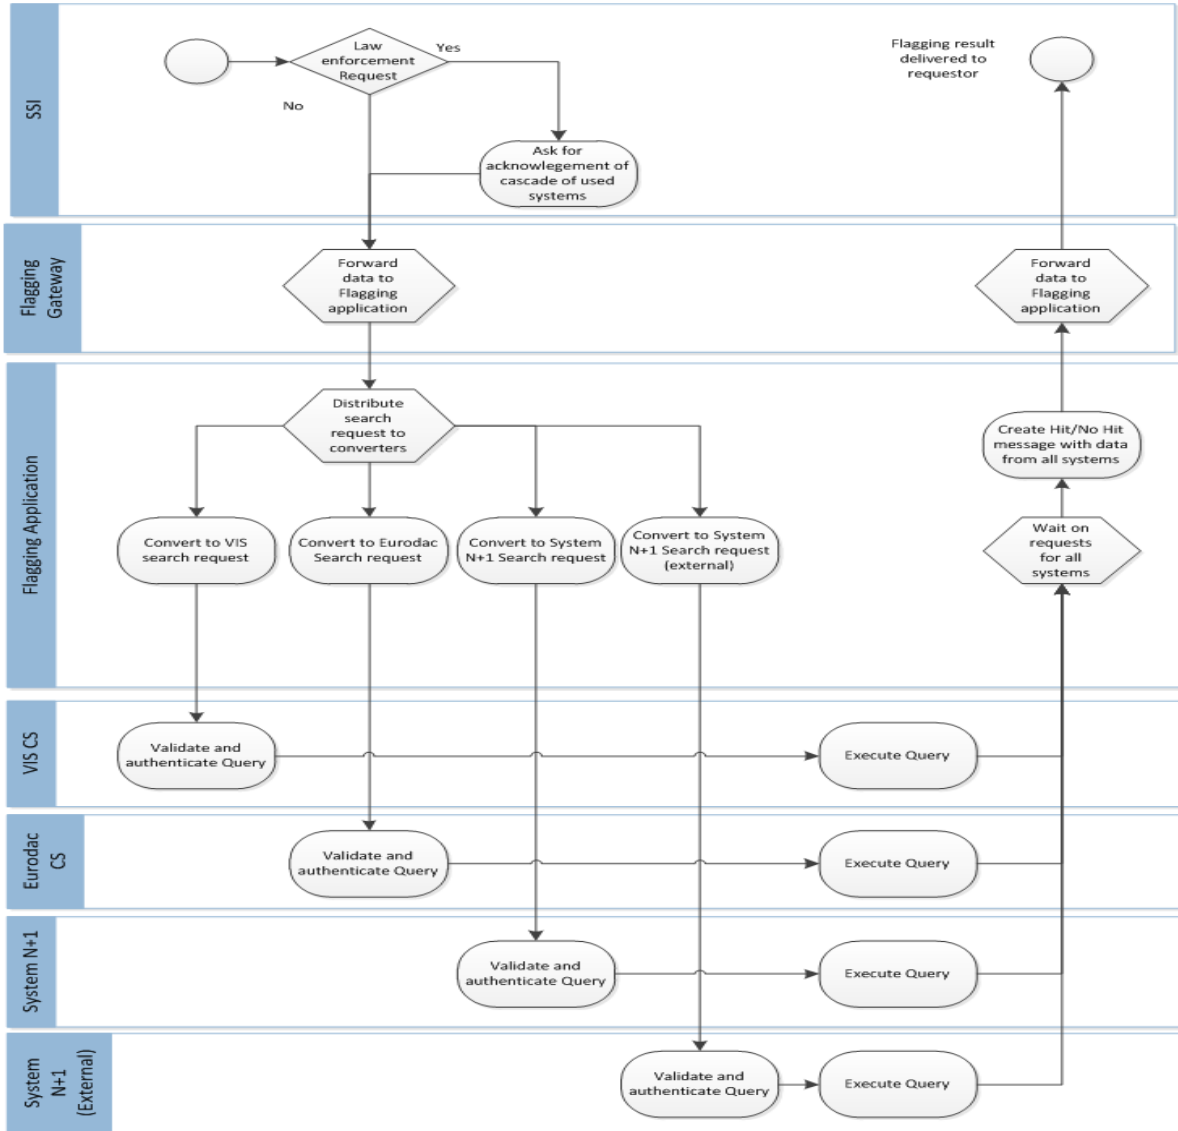 SSI
Law
enforcement
Request
Yes
No
Ask for
acknowlegement of
cascade of used
systems
Flagging result
delivered to
requestor
Flagging
Gateway
Forward
data to
Flagging
application
Forward
data to
Flagging
application
Flagging Application
Distribute
search
request to
converters
Create Hit/No Hit
message with data
from all systems
Convert to VIS
search request
Convert to Eurodac
Search request
Convert to System
N+1 Search request
Convert to System
N+1 Search request
(external)
Wait on
requests
for all
systems
VIS CS
Validate and
authenticate Query
Execute Query
Eurodac
CS
Validate and
authenticate Query
Execute Query
System N+1
Validate and
authenticate Query
Execute Query
System
N+1
(External)
Validate and
authenticate Query
Execute Query